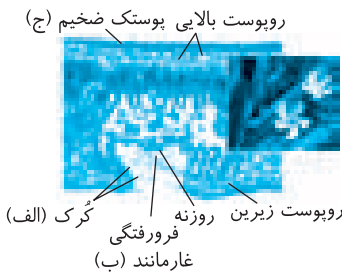 روپوست بالایی
پوستک ضخیم (ج)
روپوست زیرین
روزنه
فرورفتگی
غارمانند (ب)
کُرک (الف)